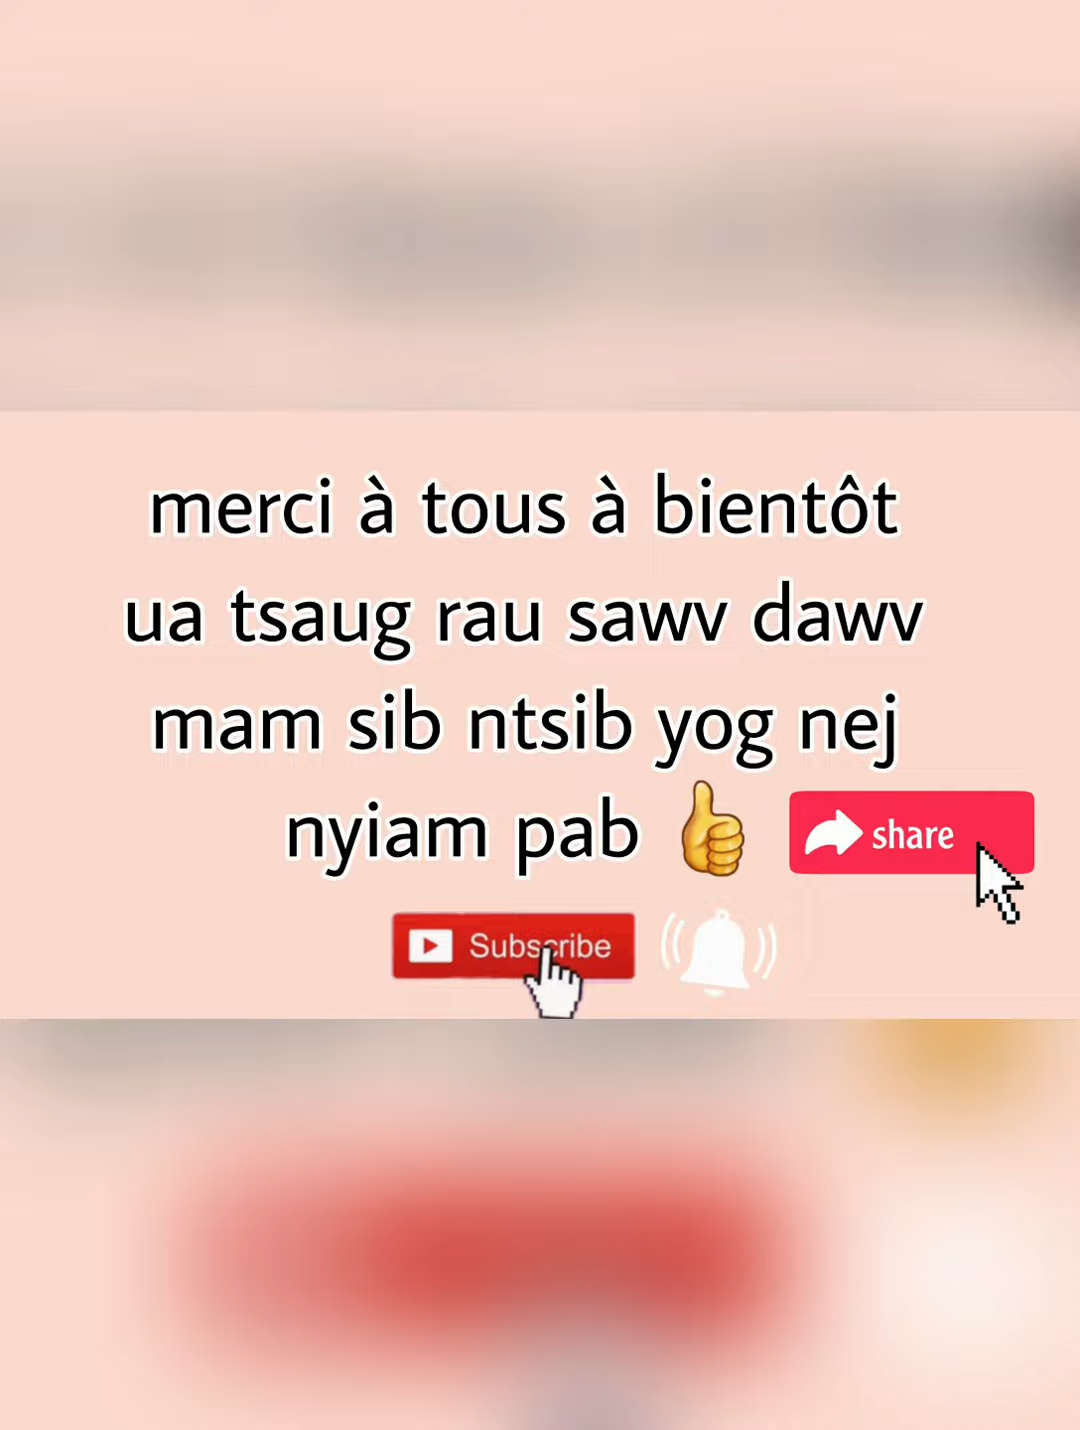 merci à tous à bientôt
ua tsaug rau sawv dawv
mam sib ntsib yog nej
nyiam pab 👍 share
Subscribe